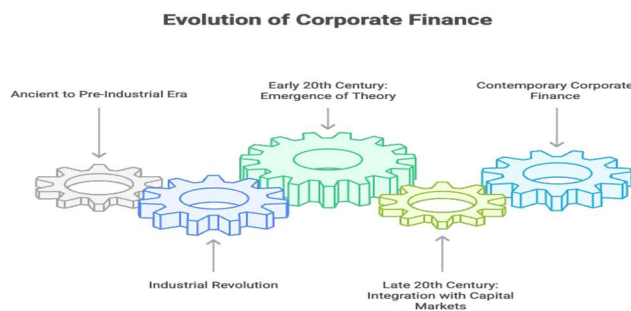 Evolution of Corporate Finance
Ancient to Pre-Industrial Era
Early 20th Century:
Emergence of Theory
Contemporary Corporate
Finance
Industrial Revolution
Late 20th Century:
Integration with Capital
Markets